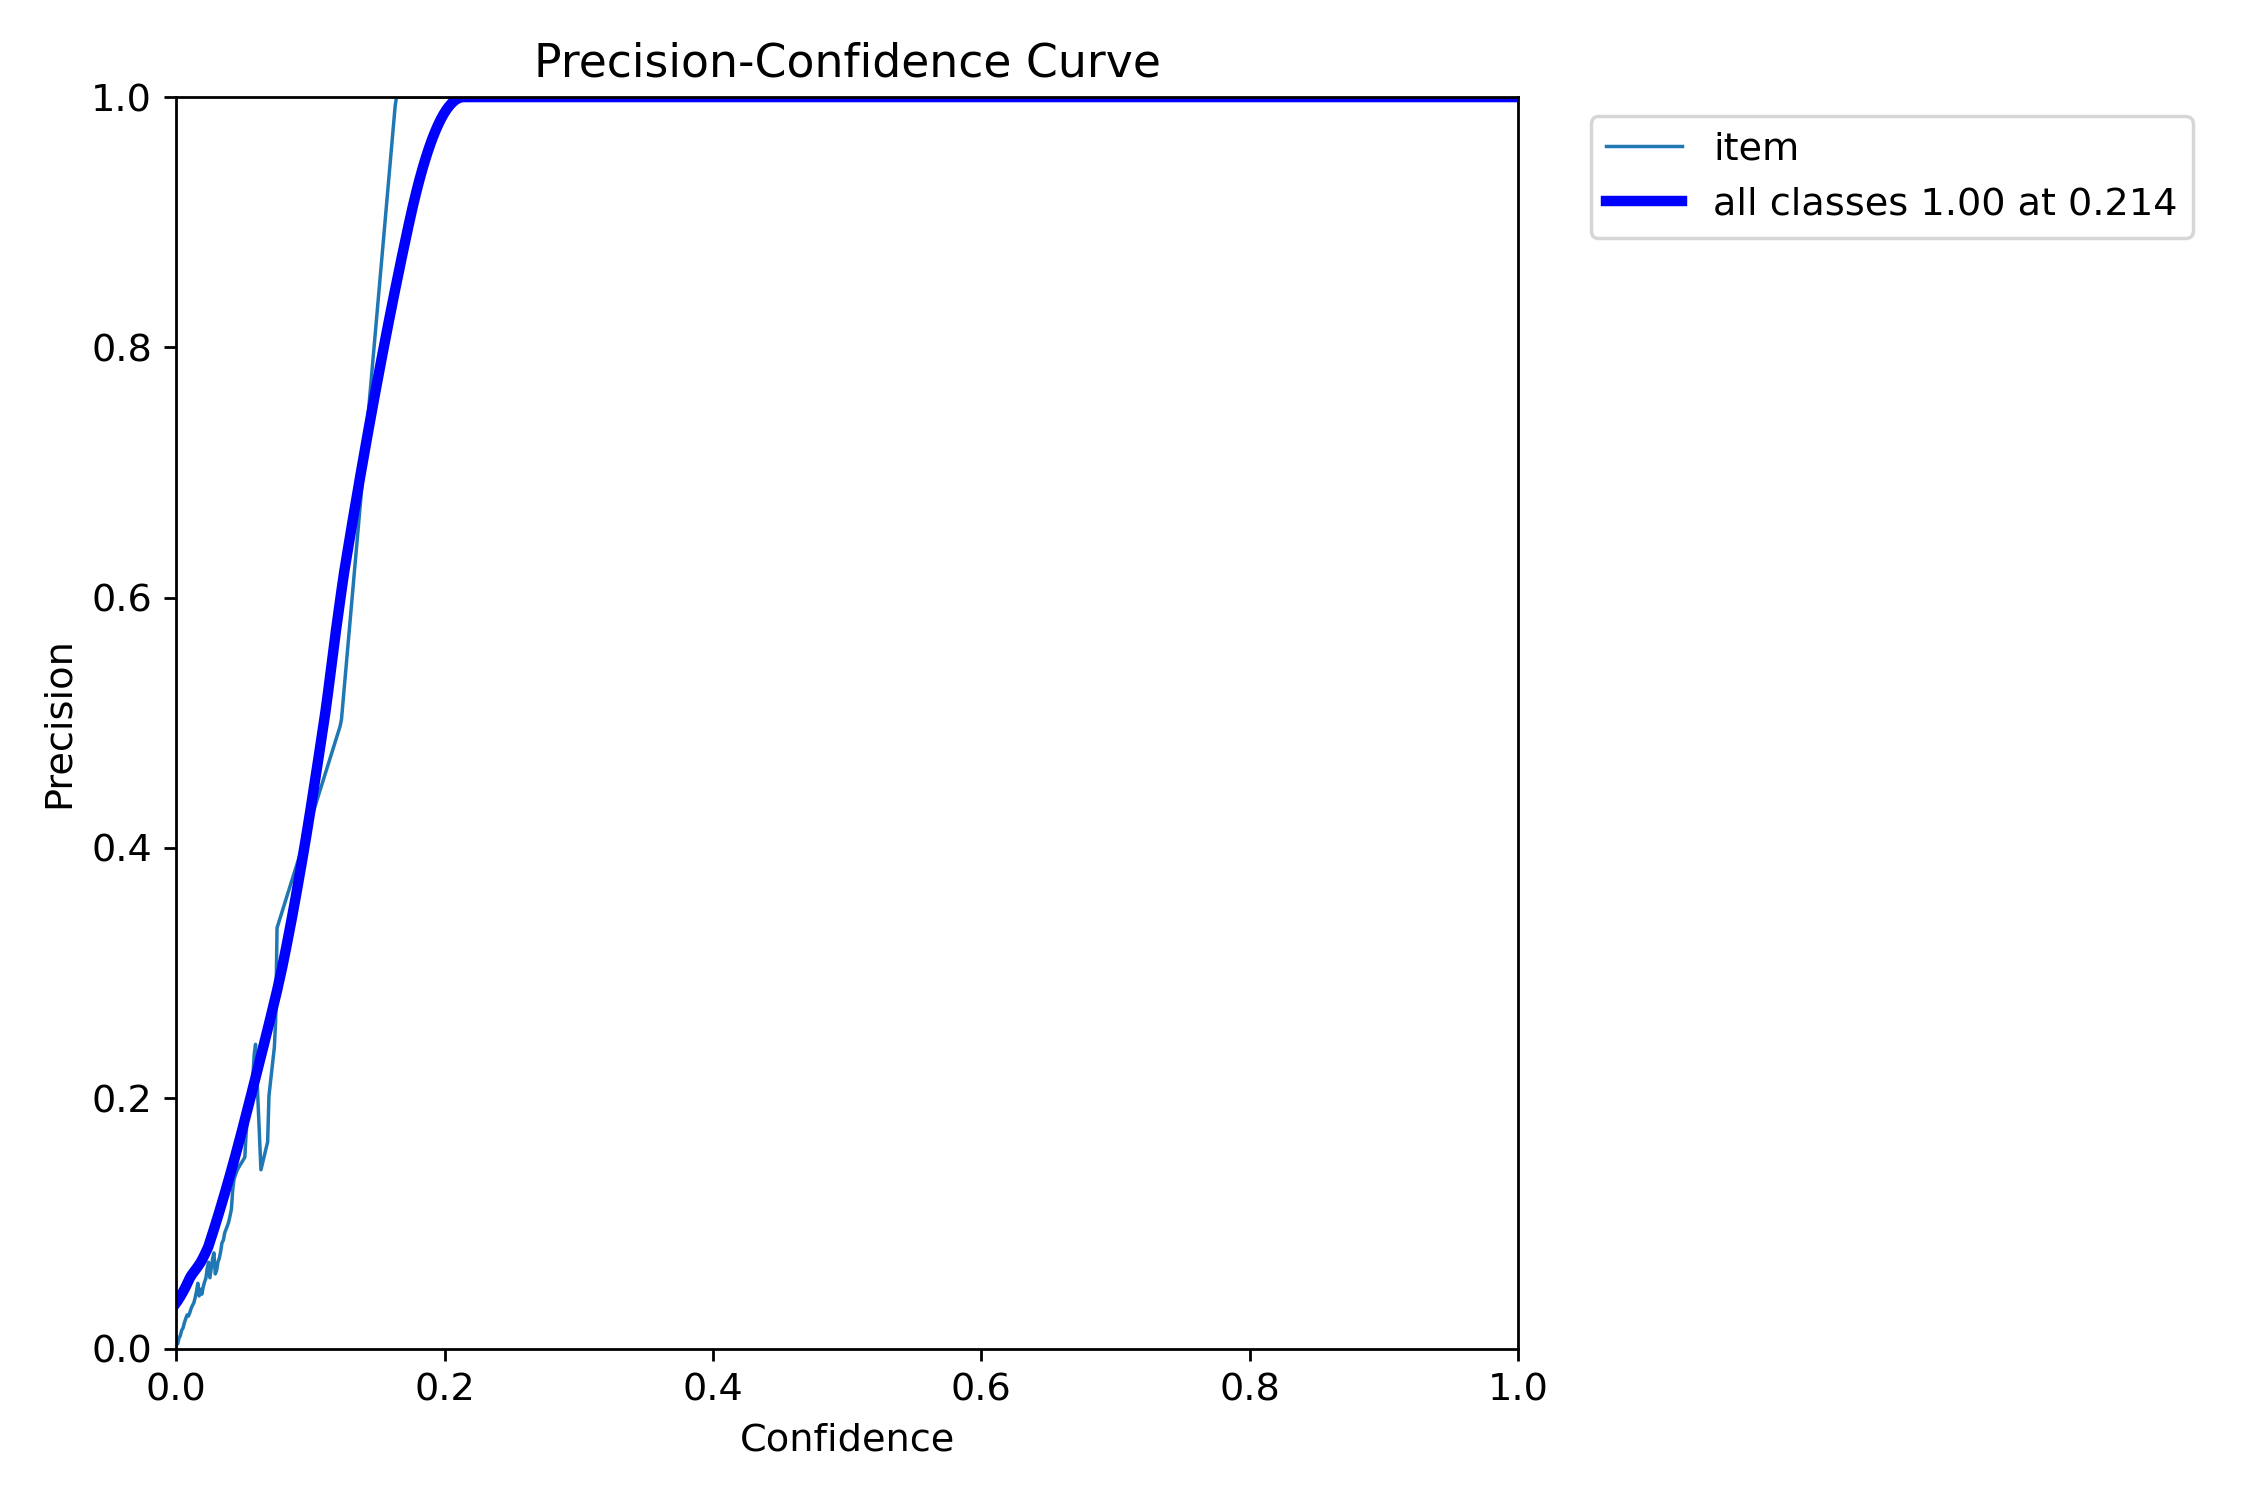 Precision-Confidence Curve
1.0
0.8
0.6
0.4
0.2
0.0
Precision
0.0 0.2 0.4 0.6 0.8 1.0
Confidence
item
all classes 1.00 at 0.214